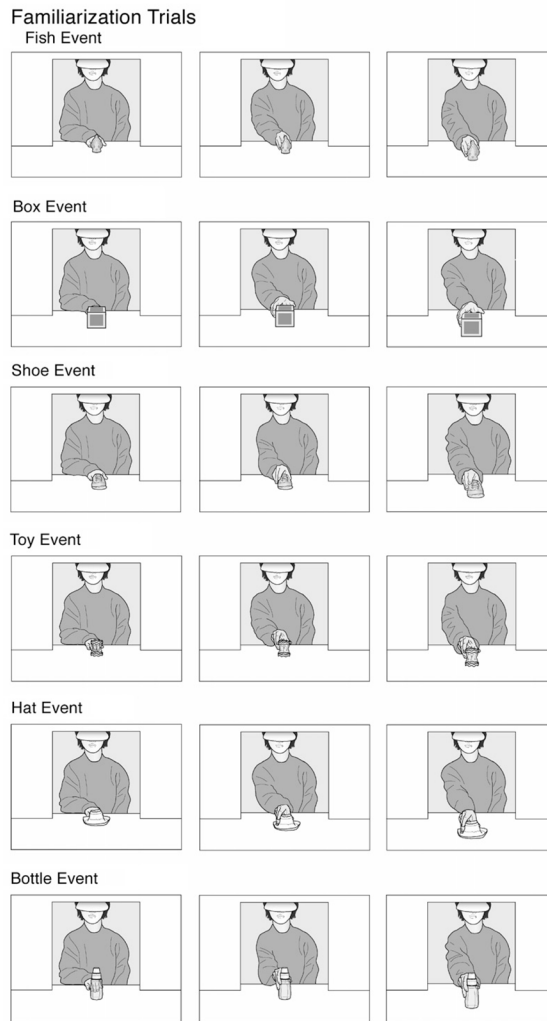 Familiarization Trials
Fish Event
Box Event
Shoe Event
Toy Event
Hat Event
Bottle Event